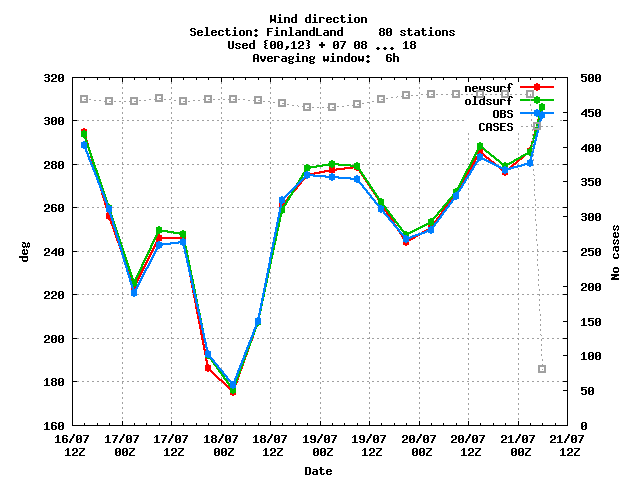 Wind direction
Selection: FinlandLand     80 stations
Used {00,12} + 07 08 ... 18
Averaging window:  6h
newsurf
oldsurf
OBS
CASES
deg
320
300
280
260
240
220
200
180
160
No cases
500
450
400
350
300
250
200
150
100
50
0
16/07 17/07 17/07 18/07 18/07 19/07 19/07 20/07 20/07 21/07 21/07
12Z 00Z 12Z 00Z 12Z 00Z 12Z 00Z 12Z 00Z 12Z
Date